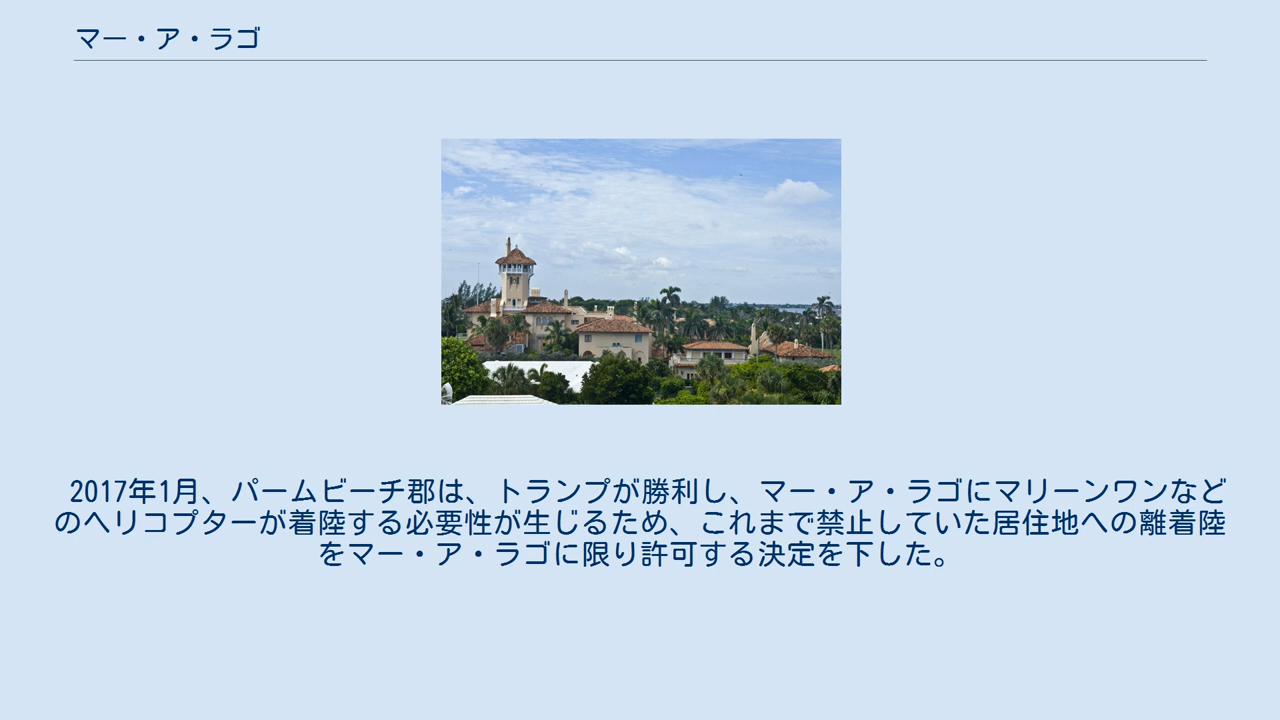 マー・ア・ラゴ
2017年1月、パームビーチ郡は、トランプが勝利し、マー・ア・ラゴにマリーンワンなど
のヘリコプターが着陸する必要性が生じるため、これまで禁止していた居住地への離着陸
をマー・ア・ラゴに限り許可する決定を下した。